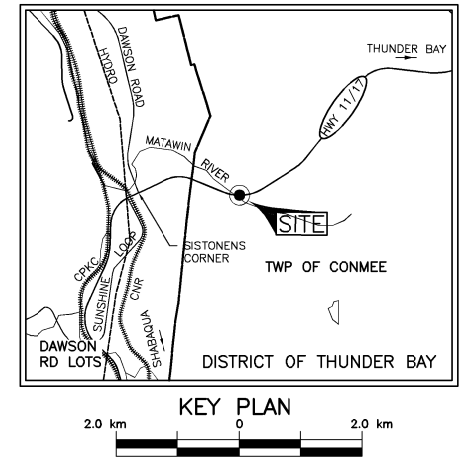 THUNDER BAY
HWY 11/17
DAWSON ROAD
HYDRO
MATAWIN
RIVER
SITE
SISTONENS
CORNER
TWP OF CONMEE
CPKC
SUNSHINE
LOOP
CNR
SHABAQUA
DAWSON
RD LOTS
DISTRICT OF THUNDER BAY
KEY PLAN
2.0 km 0 2.0 km